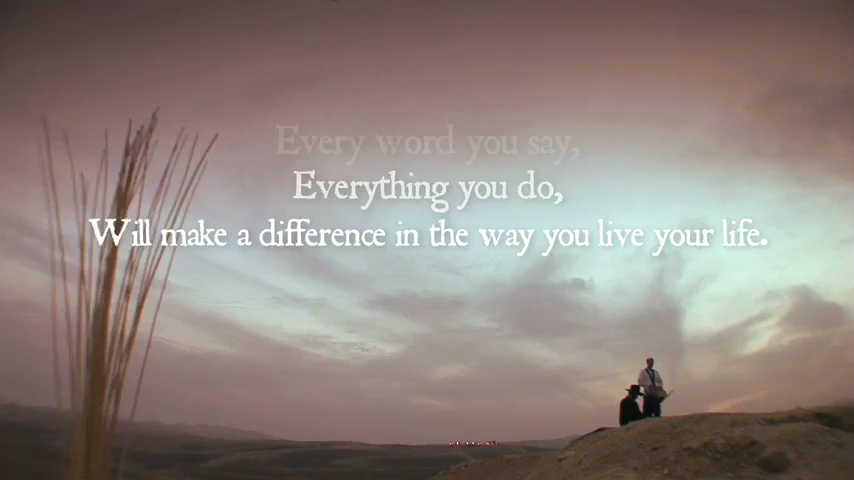 Every word you say,
Everything you do,
Will make a difference in the way you live your life.